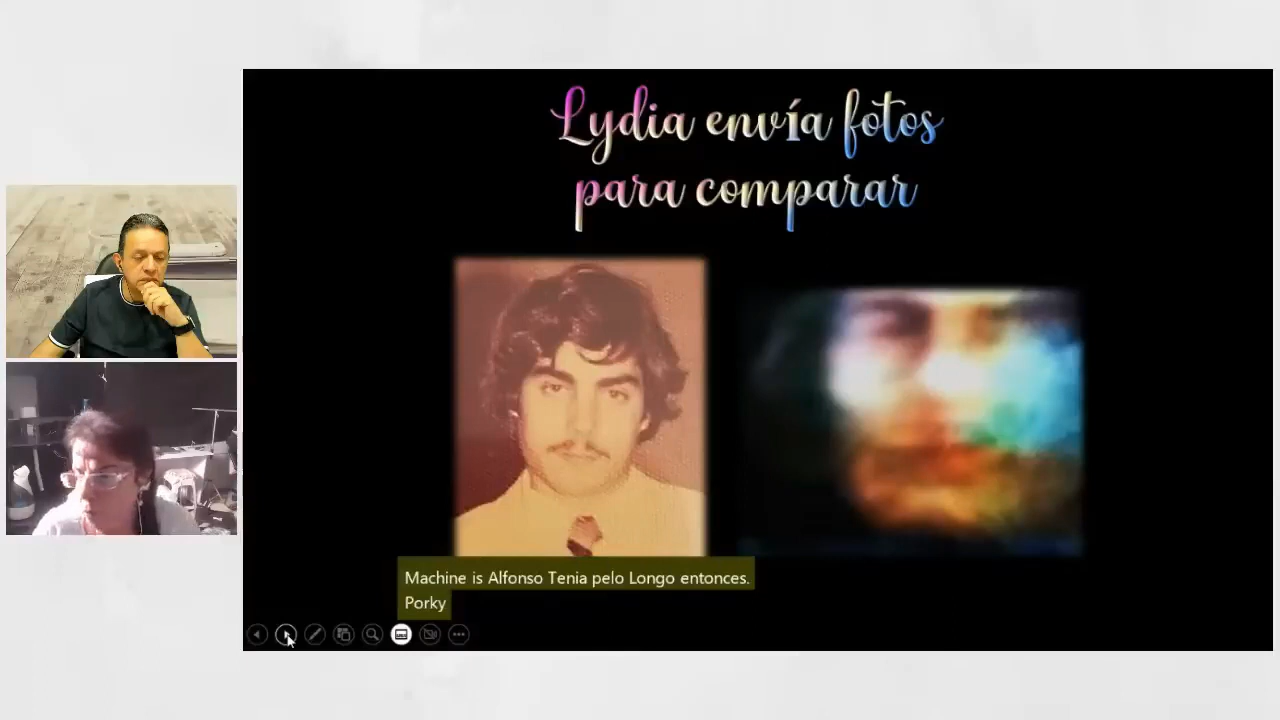 Lydia envía fotos
para comparar
Machine is Alfonso Tenia pelo Longo entonces.
Porky